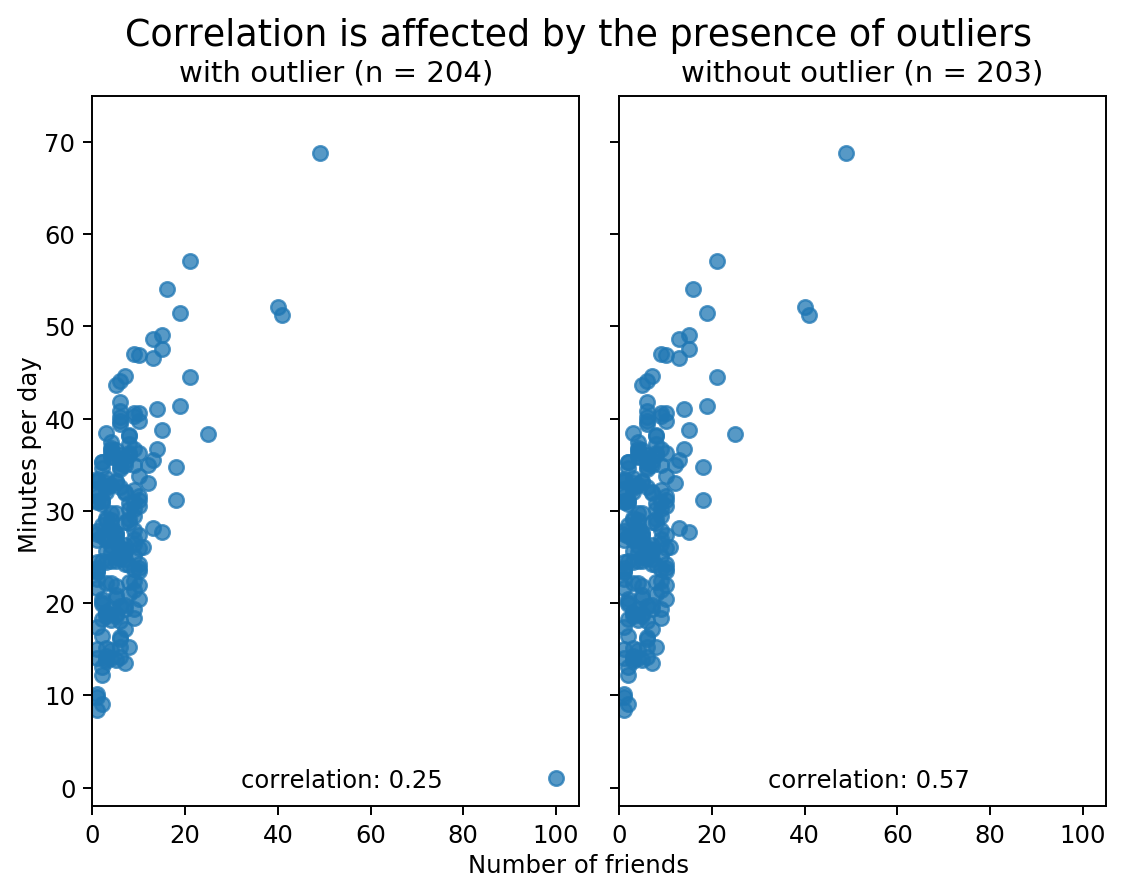 Correlation is affected by the presence of outliers
with outlier (n = 204)
without outlier (n = 203)
Minutes per day
70
60
50
40
30
20
10
0
correlation: 0.25
correlation: 0.57
0 20 40 60 80 100
0 20 40 60 80 100
Number of friends